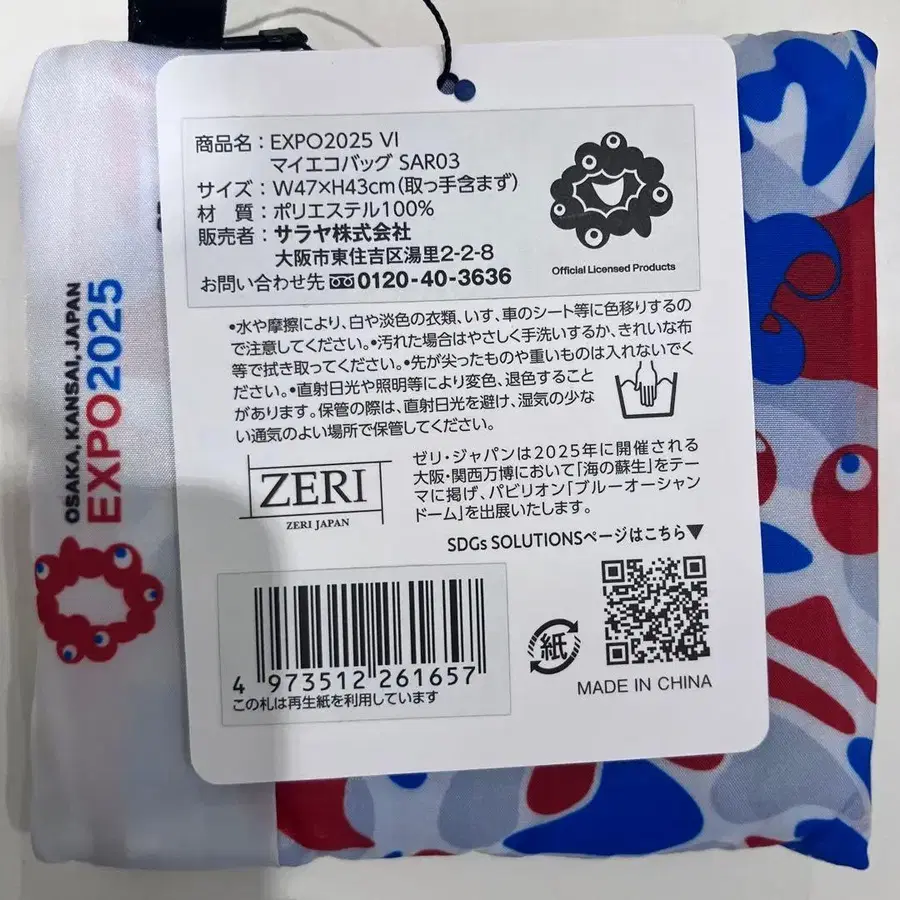 商品名：EXPO2025 VI
マイエコバッグ SAR03
サイズ：W47×H43cm（取っ手含まず）
材　質：ポリエステル100%
販売者：サラヤ株式会社
大阪市東住吉区湯里2-2-8
お問い合わせ先 0120-40-3636
Official Licensed Products
•水や摩擦により、白や淡色の衣類、いす、車のシート等に色移りするの
で注意してください。•汚れた場合はやさしく手洗いするか、きれいな布
等で拭き取ってください。•先が尖ったものや重いものは入れないでく
ださい。•直射日光や照明等により変色、退色すること
があります。保管の際は、直射日光を避け、湿気の少な
い通気のよい場所で保管してください。
ZERI
ZERI JAPAN
ゼリ・ジャパンは2025年に開催される
大阪・関西万博において「海の蘇生」をテー
マに掲げ、パビリオン「ブルーオーシャン
ドーム」を出展いたします。
SDGs SOLUTIONSページはこちら▼
4 973512 261657
この札は再生紙を利用しています
紙
MADE IN CHINA
OSAKA, KANSAI, JAPAN
EXPO2025